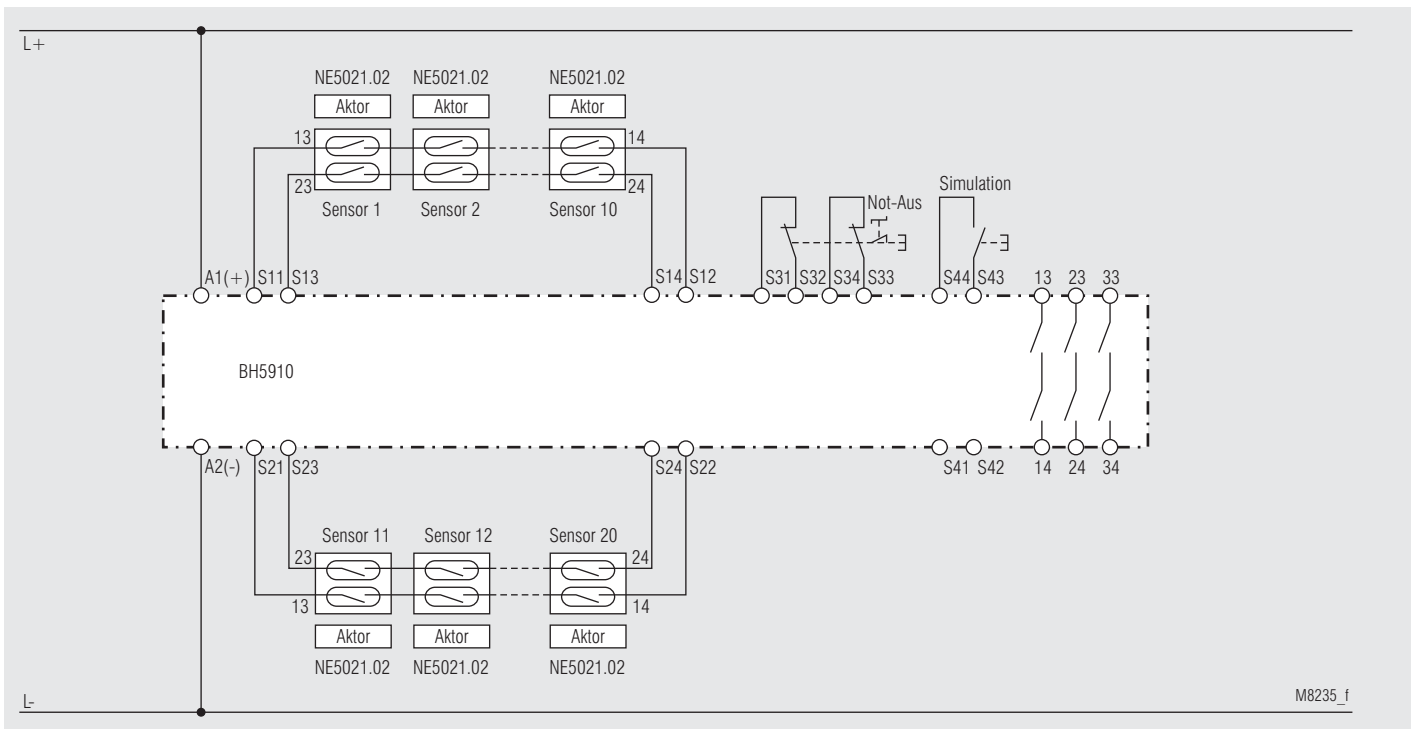 L+
NE5021.02 NE5021.02 NE5021.02
Aktor Aktor Aktor
13 14
23 24
Sensor 1 Sensor 2 Sensor 10
Simulation
Not-Aus
A1(+) S11 S13 S14 S12 S31 S32 S34 S33 S44 S43 13 23 33
BH5910
A2(-) S21 S23 S24 S22 S41 S42 14 24 34
Sensor 11 Sensor 12 Sensor 20
23 24
13 14
Aktor Aktor Aktor
NE5021.02 NE5021.02 NE5021.02
L-
M8235_f